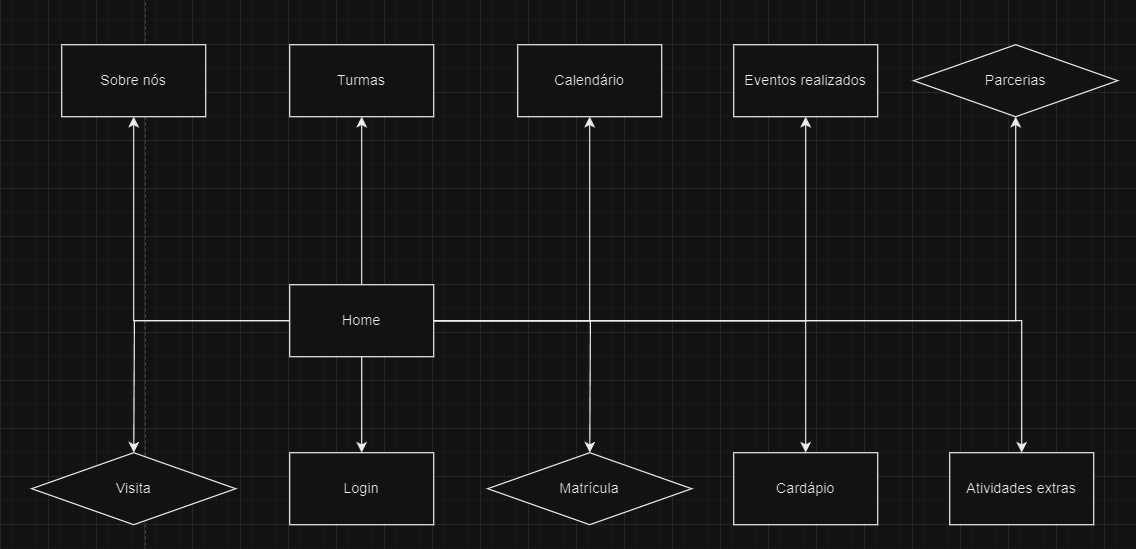 Sobre nós
Turmas
Calendário
Eventos realizados
Parcerias
Home
Visita
Login
Matrícula
Cardápio
Atividades extras